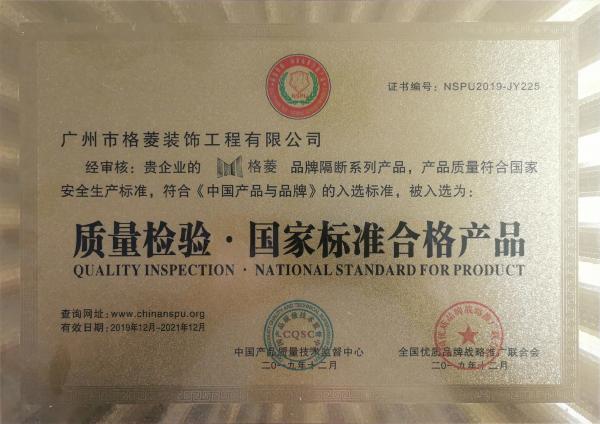 NSPU
证书编号：NSPU2019-JY225
广州市格菱装饰工程有限公司
经审核：贵企业的 格菱 品牌隔断系列产品，产品质量符合国家
安全生产标准，符合《中国产品与品牌》的入选标准，被入选为：
质量检验·国家标准合格产品
QUALITY INSPECTION · NATIONAL STANDARD FOR PRODUCT
查询网址：www.chinanspu.org
有效日期：2019年12月-2021年12月
CQSC
中国产品质量技术监督中心
二〇一九年十二月
全国优质品牌战略推广联合会
二〇一九年十二月